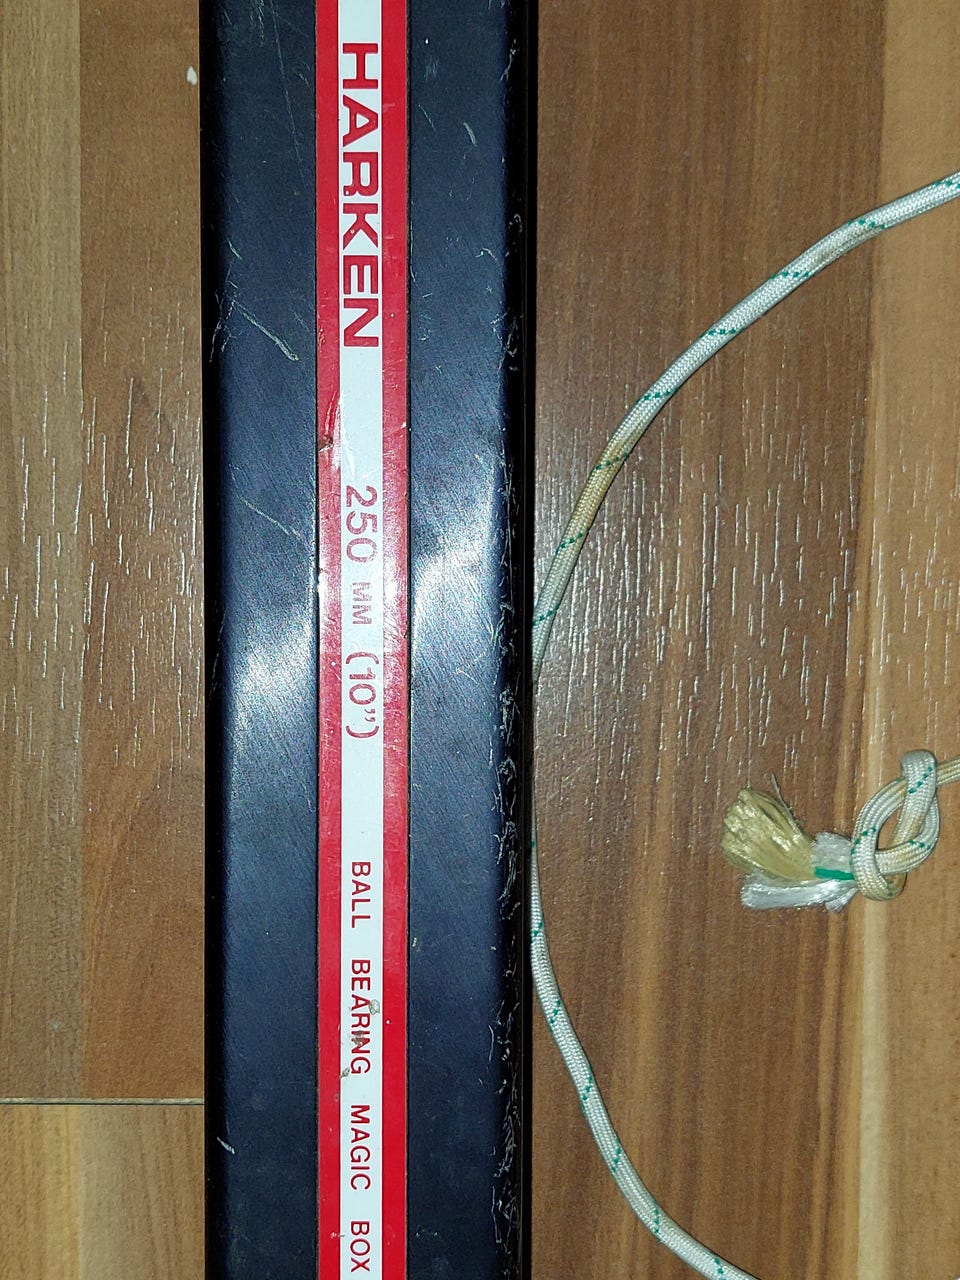 HARKEN 250 MM (10") BALL BEARING MAGIC BOX